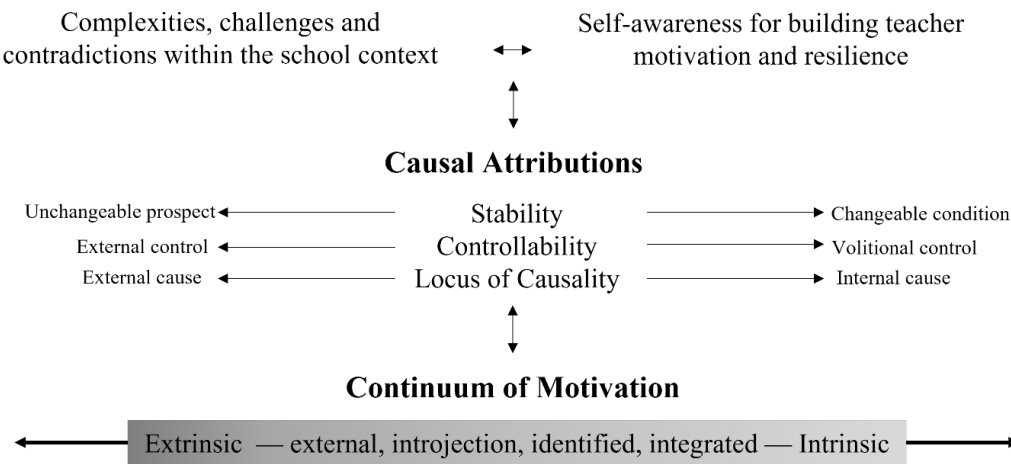 Complexities, challenges and
contradictions within the school context
Self-awareness for building teacher
motivation and resilience
Causal Attributions
Unchangeable prospect
Stability
Changeable condition
External control
Controllability
Volitional control
External cause
Locus of Causality
Internal cause
Continuum of Motivation
Extrinsic — external, introjection, identified, integrated — Intrinsic